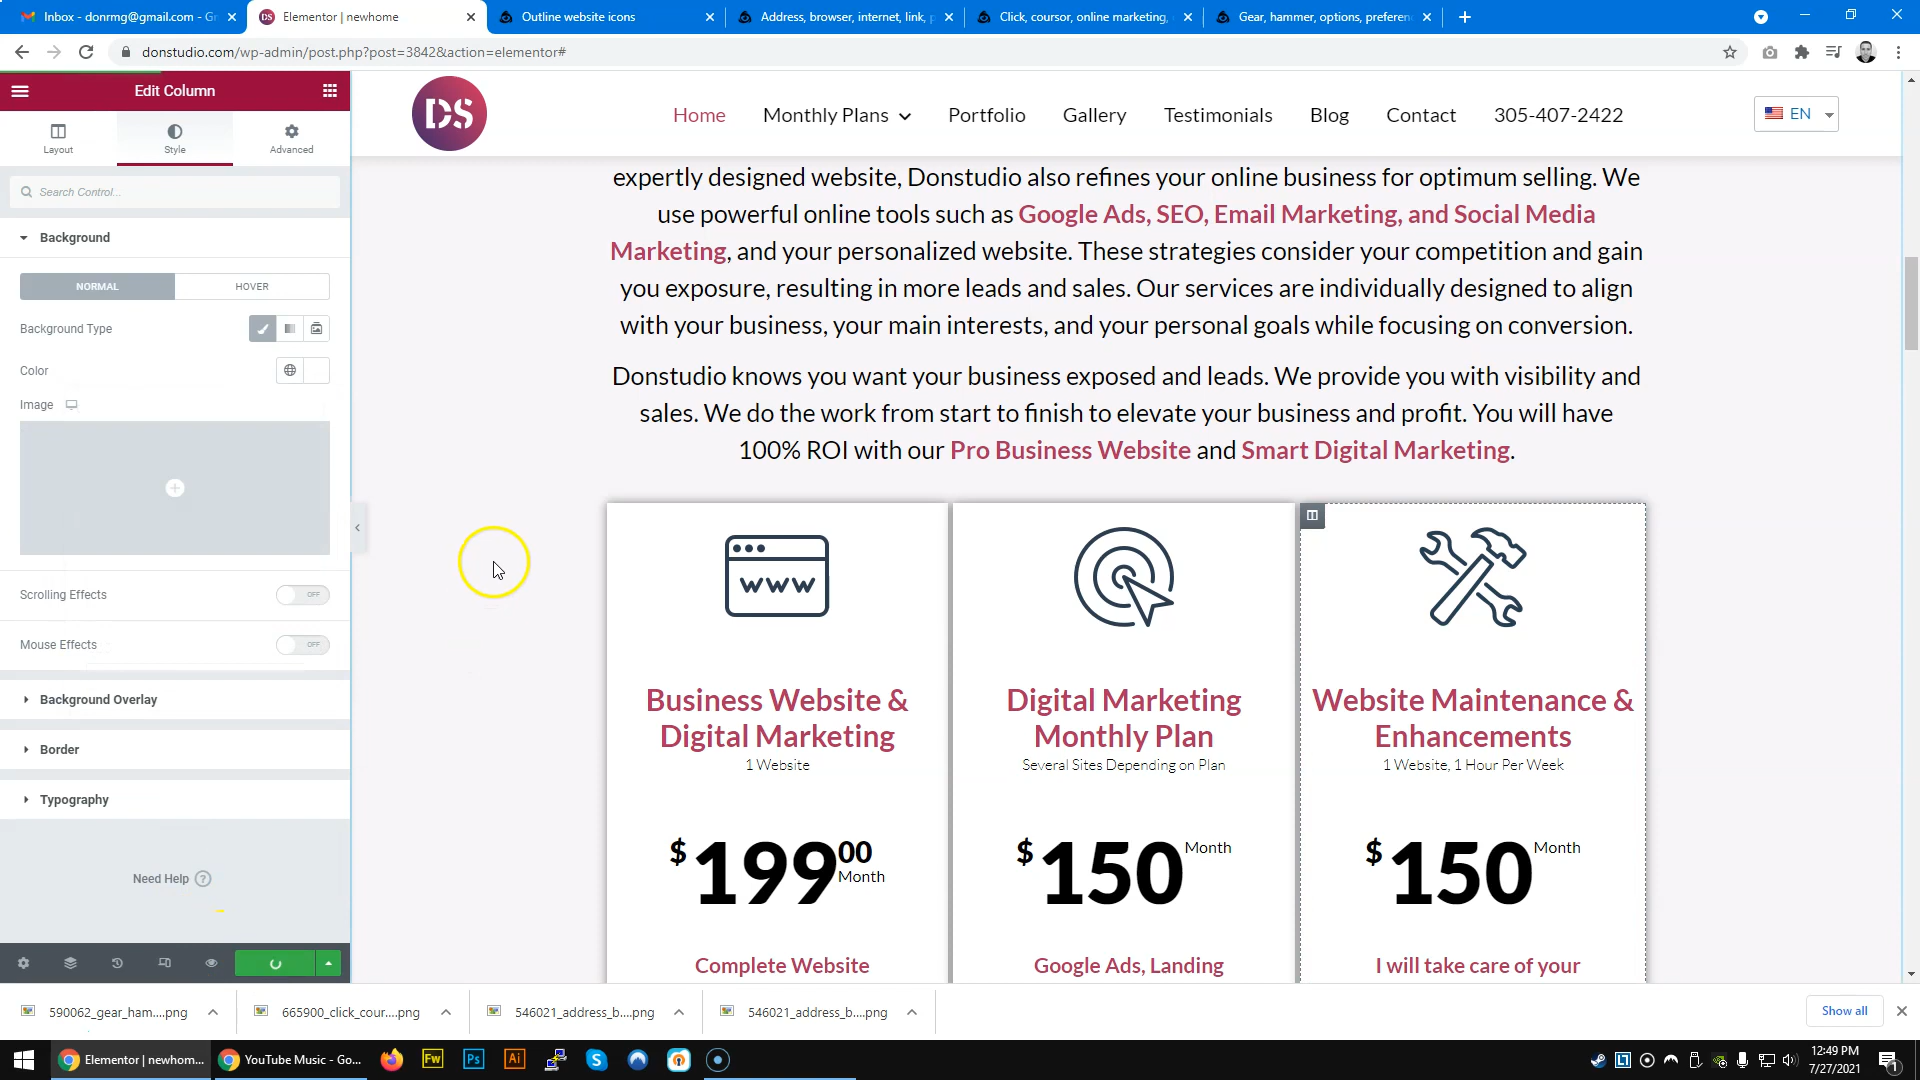 Inbox - donrmg@gmail.com - G
Elementor | newhome
Outline website icons
Address, browser, internet, link, p
Click, coursor, online marketing,
Gear, hammer, options, preferen
donstudio.com/wp-admin/post.php?post=3842&action=elementor#
Edit Column
Layout
Style
Advanced
Search Control...
Background
NORMAL
HOVER
Background Type
Color
Image
Scrolling Effects
OFF
Mouse Effects
OFF
Background Overlay
Border
Typography
Need Help
DS
Home
Monthly Plans
Portfolio
Gallery
Testimonials
Blog
Contact
305-407-2422
EN
expertly designed website, Donstudio also refines your online business for optimum selling. We
use powerful online tools such as Google Ads, SEO, Email Marketing, and Social Media
Marketing, and your personalized website. These strategies consider your competition and gain
you exposure, resulting in more leads and sales. Our services are individually designed to align
with your business, your main interests, and your personal goals while focusing on conversion.
Donstudio knows you want your business exposed and leads. We provide you with visibility and
sales. We do the work from start to finish to elevate your business and profit. You will have
100% ROI with our Pro Business Website and Smart Digital Marketing.
www
Business Website &
Digital Marketing
1 Website
$ 199 00
Month
Complete Website
Digital Marketing
Monthly Plan
Several Sites Depending on Plan
$ 150 Month
Google Ads, Landing
Website Maintenance &
Enhancements
1 Website, 1 Hour Per Week
$ 150 Month
I will take care of your
590062_gear_ham....png
665900_click_cour....png
546021_address_b....png
546021_address_b....png
Show all
Elementor | newhom...
YouTube Music - Go...
Fw
Ps
Ai
12:49 PM
7/27/2021
1